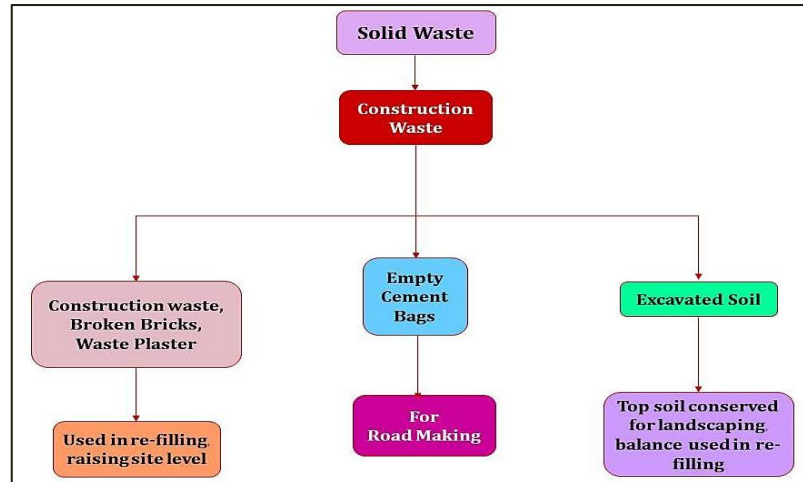 Solid Waste
Construction
Waste
Construction waste,
Broken Bricks,
Waste Plaster
Empty
Cement
Bags
Excavated Soil
Used in re-filling,
raising site level
For
Road Making
Top soil conserved
for landscaping,
balance used in re-
filling